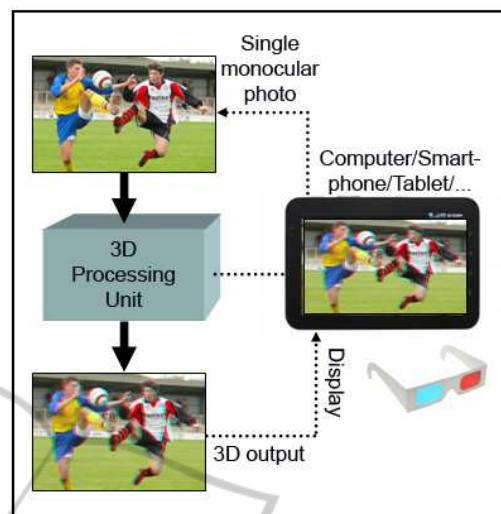 Single
monocular
photo
Computer/Smart-
phone/Tablet/...
3D
Processing
Unit
Display
3D output